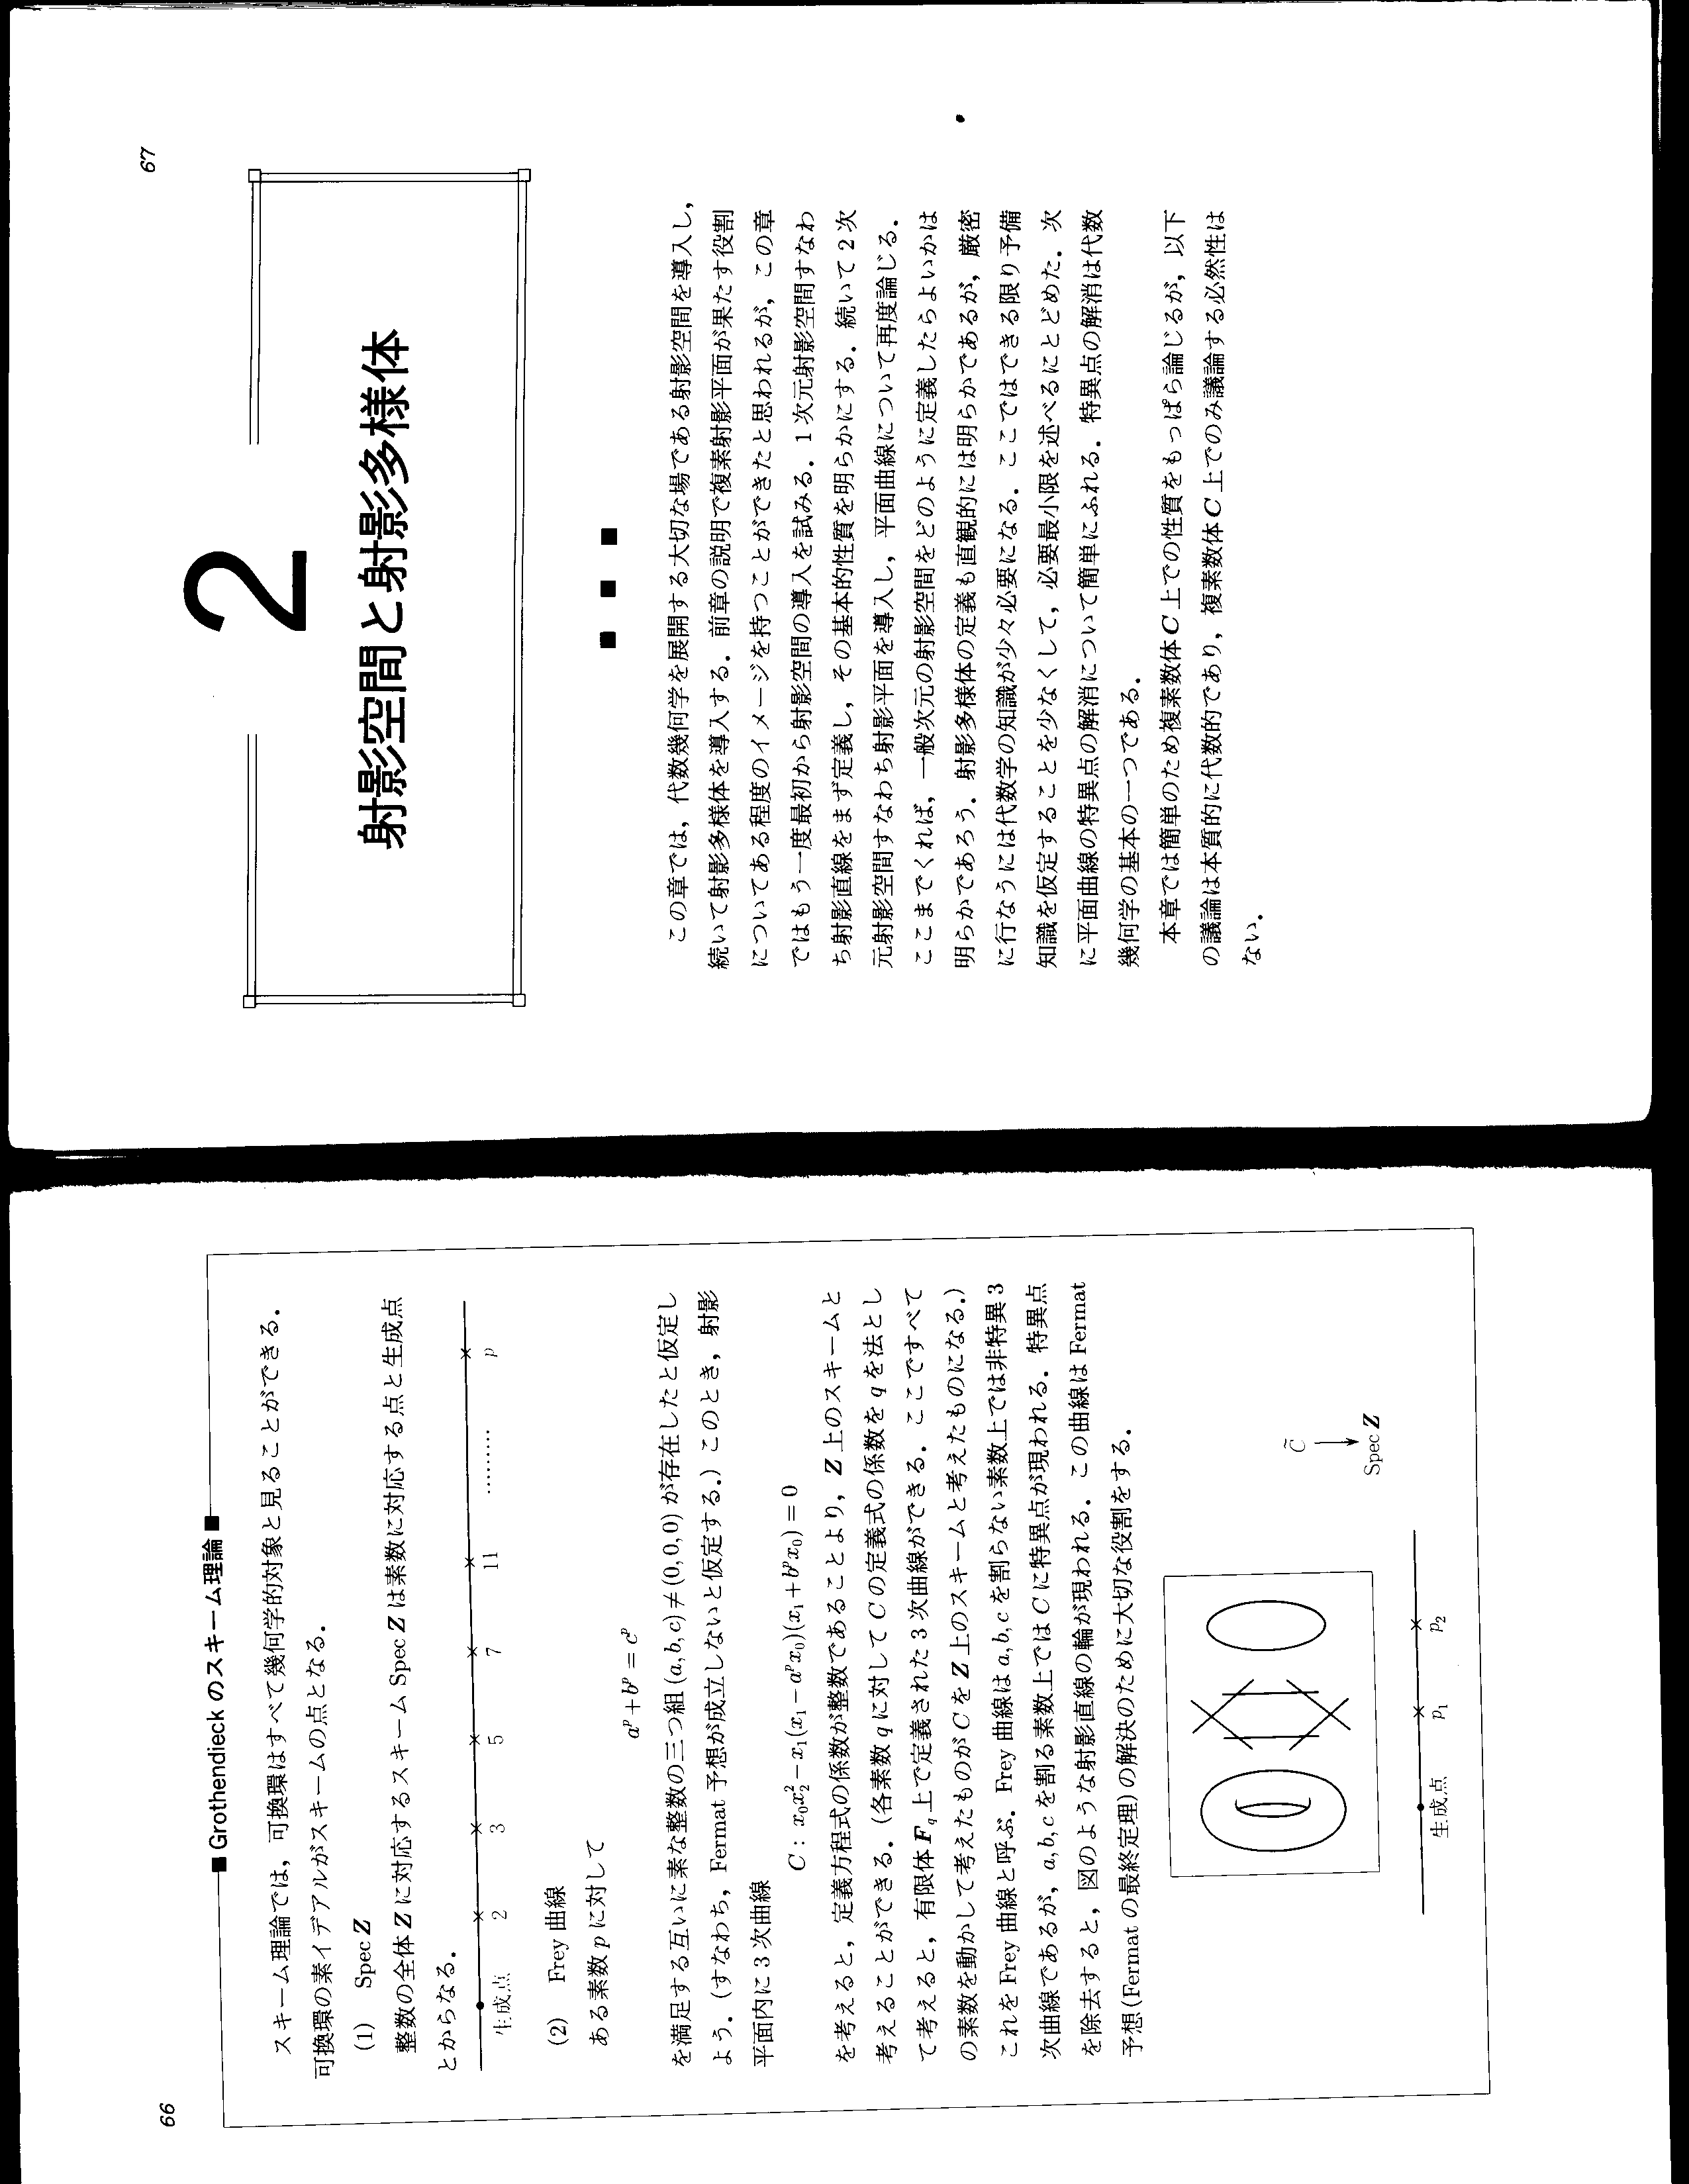 66
■ Grothendieck のスキーム理論 ■
スキーム理論では，可換環はすべて幾何学的対象と見ることができる．
可換環の素イデアルがスキームの点となる．
(1) Spec Z
整数の全体 Z に対応するスキーム Spec Z は素数に対応する点と生成点
とからなる．
生成点 2 3 5 7 11 ……… p
(2) Frey 曲線
ある素数 p に対して
aᵖ + bᵖ = cᵖ
を満足する互いに素な整数の三つ組 (a, b, c) ≠ (0, 0, 0) が存在したと仮定し
よう．(すなわち，Fermat 予想が成立しないと仮定する．) このとき，射影
平面内に 3 次曲線
C : x₀x₂² − x₁(x₁ − aᵖx₀)(x₁ + bᵖx₀) = 0
を考えると，定義方程式の係数が整数であることより，Z 上のスキームと
考えることができる．(各素数 q に対して C の定義式の係数を q を法とし
て考えると，有限体 F_q 上で定義された 3 次曲線ができる．ここですべて
の素数を動かして考えたものが C を Z 上のスキームと考えたものになる．)
これを Frey 曲線と呼ぶ．Frey 曲線は a, b, c を割らない素数上では非特異 3
次曲線であるが，a, b, c を割る素数上では C に特異点が現われる．特異点
を除去すると，図のような射影直線の輪が現われる．この曲線は Fermat
予想(Fermat の最終定理)の解決のために大切な役割をする．
C̃
↓
Spec Z
生成点 p₁ p₂
67
2
射影空間と射影多様体
■ ■ ■
この章では，代数幾何学を展開する大切な場である射影空間を導入し，
続いて射影多様体を導入する．前章の説明で複素射影平面が果たす役割
についてある程度のイメージを持つことができたと思われるが，この章
ではもう一度最初から射影空間の導入を試みる．1 次元射影空間すなわ
ち射影直線をまず定義し，その基本的性質を明らかにする．続いて 2 次
元射影空間すなわち射影平面を導入し，平面曲線について再度論じる．
ここまでくれば，一般次元の射影空間をどのように定義したらよいかは
明らかであろう．射影多様体の定義も直観的には明らかであるが，厳密
に行なうには代数学の知識が少々必要になる．ここではできる限り予備
知識を仮定することを少なくして，必要最小限を述べるにとどめた．次
に平面曲線の特異点の解消について簡単にふれる．特異点の解消は代数
幾何学の基本の一つである．
本章では簡単のため複素数体 C 上での性質をもっぱら論じるが，以下
の議論は本質的に代数的であり，複素数体 C 上でのみ議論する必然性は
ない．